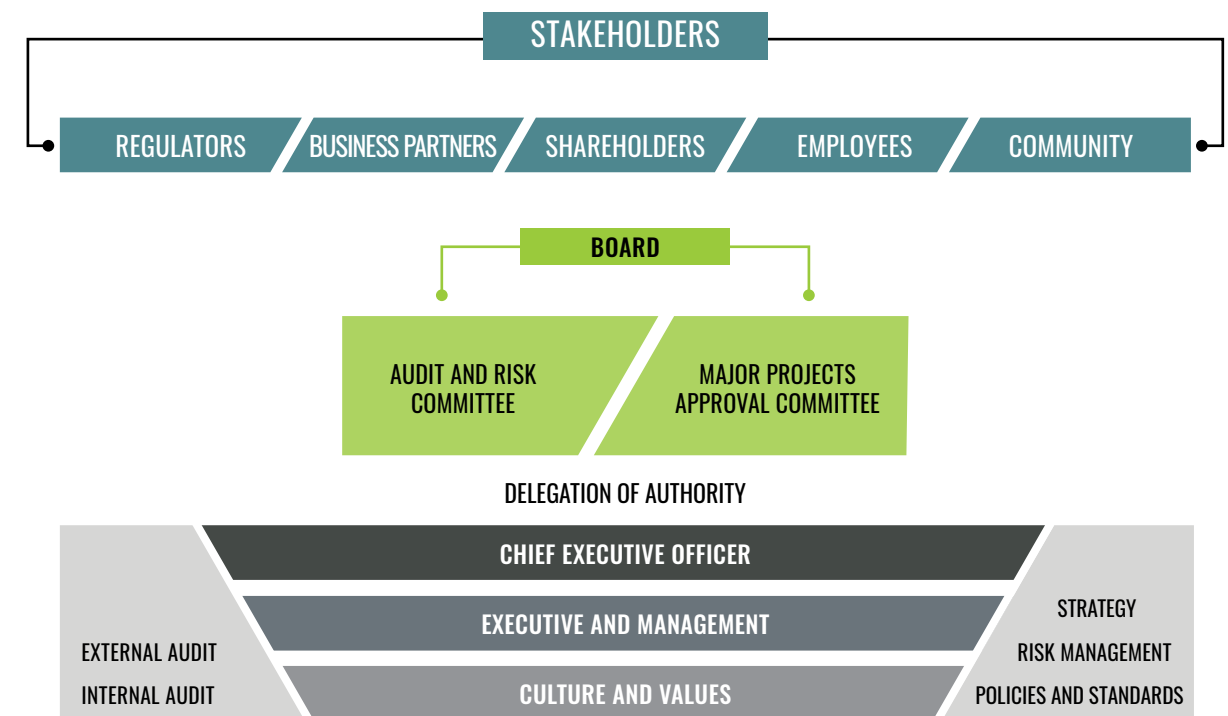 STAKEHOLDERS
REGULATORS
BUSINESS PARTNERS
SHAREHOLDERS
EMPLOYEES
COMMUNITY
BOARD
AUDIT AND RISK
COMMITTEE
MAJOR PROJECTS
APPROVAL COMMITTEE
DELEGATION OF AUTHORITY
CHIEF EXECUTIVE OFFICER
EXECUTIVE AND MANAGEMENT
CULTURE AND VALUES
EXTERNAL AUDIT
INTERNAL AUDIT
STRATEGY
RISK MANAGEMENT
POLICIES AND STANDARDS